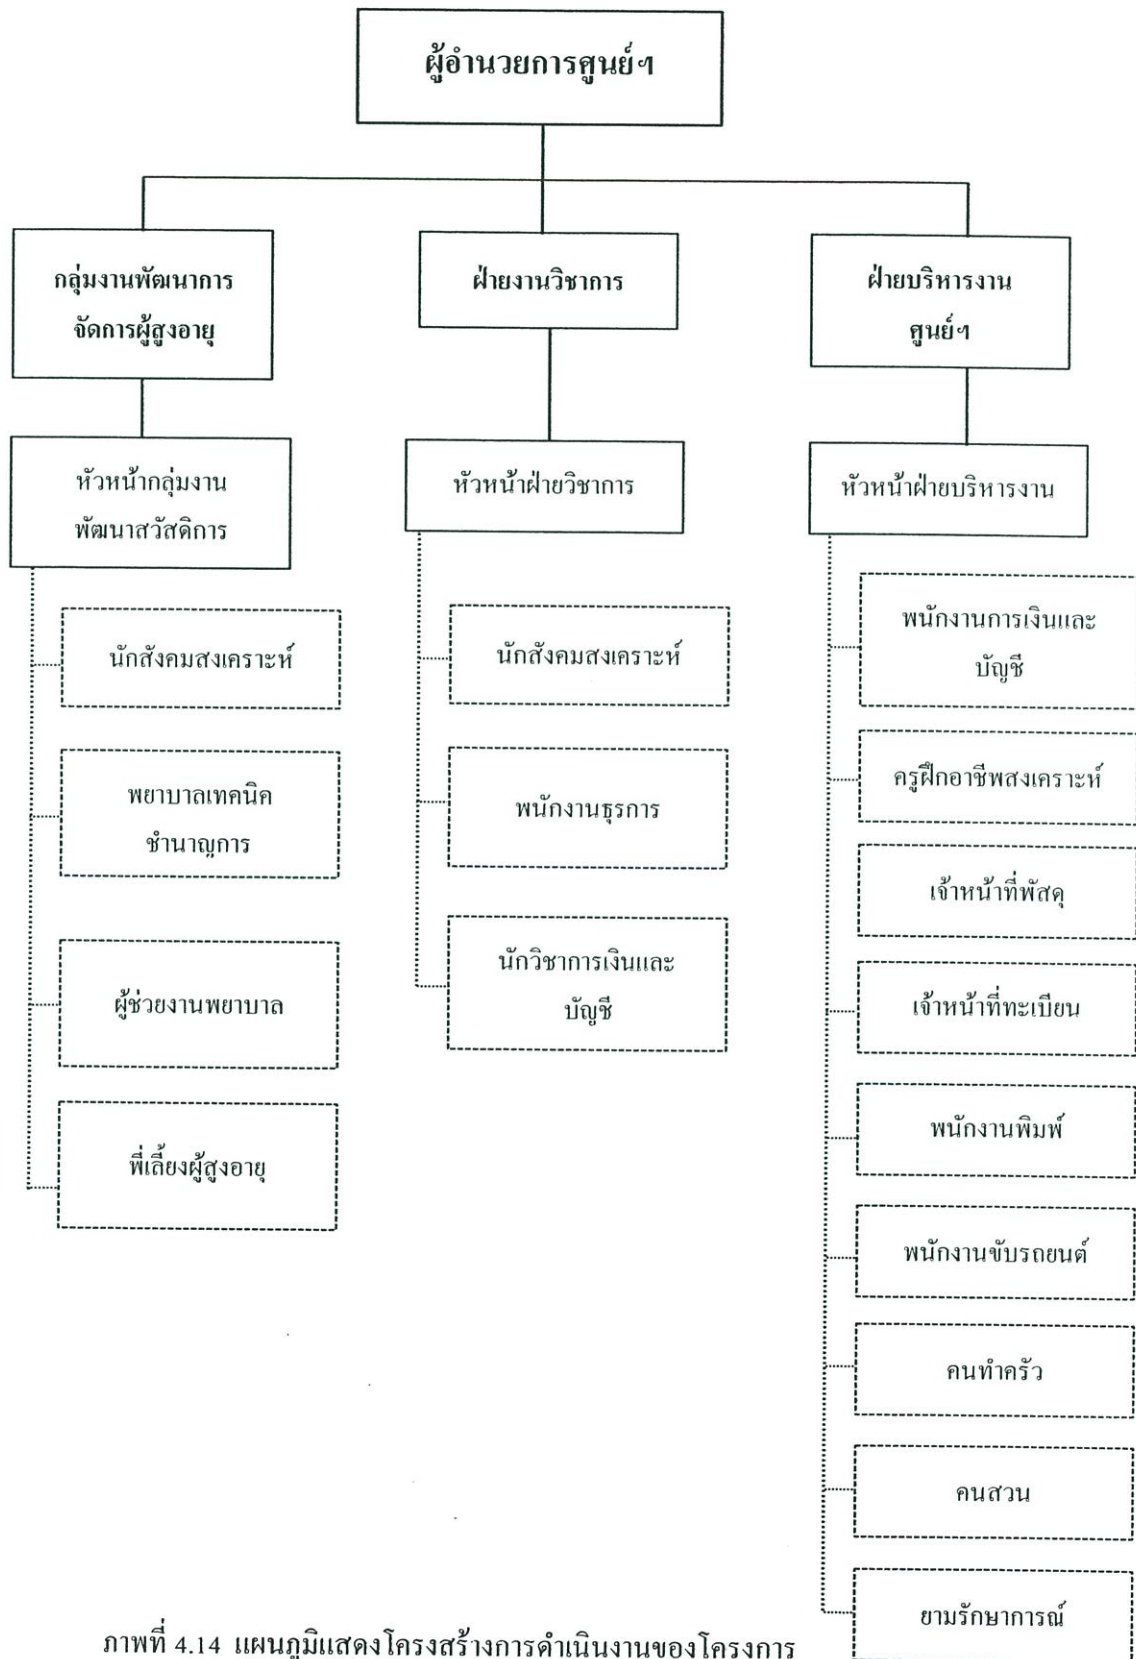 ผู้อำนวยการศูนย์ฯ
กลุ่มงานพัฒนาการ
จัดการผู้สูงอายุ
หัวหน้ากลุ่มงาน
พัฒนาสวัสดิการ
นักสังคมสงเคราะห์
พยาบาลเทคนิค
ชำนาญการ
ผู้ช่วยงานพยาบาล
พี่เลี้ยงผู้สูงอายุ
ฝ่ายงานวิชาการ
หัวหน้าฝ่ายวิชาการ
นักสังคมสงเคราะห์
พนักงานธุรการ
นักวิชาการเงินและ
บัญชี
ฝ่ายบริหารงาน
ศูนย์ฯ
หัวหน้าฝ่ายบริหารงาน
พนักงานการเงินและ
บัญชี
ครูฝึกอาชีพสงเคราะห์
เจ้าหน้าที่พัสดุ
เจ้าหน้าที่ทะเบียน
พนักงานพิมพ์
พนักงานขับรถยนต์
คนทำครัว
คนสวน
ยามรักษาการณ์
ภาพที่ 4.14 แผนภูมิแสดงโครงสร้างการดำเนินงานของโครงการ